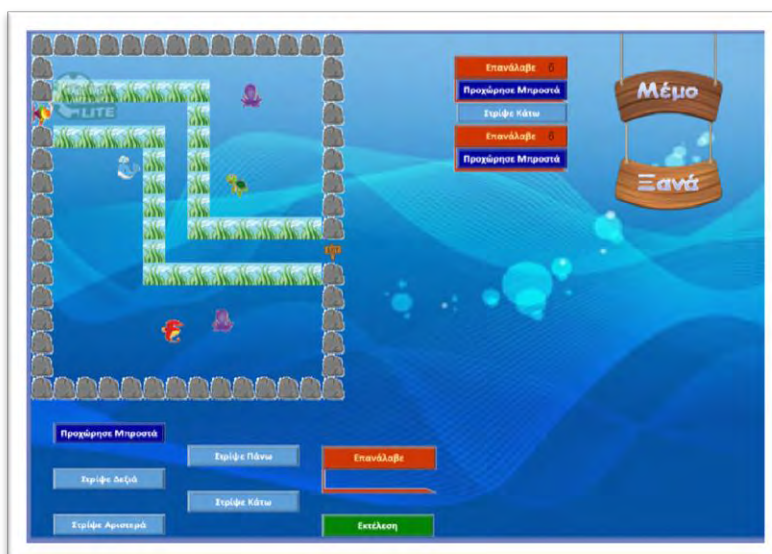 LITE
Επανάλαβε 6
Προχώρησε Μπροστά
Στρίψε Κάτω
Επανάλαβε 6
Προχώρησε Μπροστά
Μέμο
Ξανά
Προχώρησε Μπροστά
Στρίψε Πάνω
Επανάλαβε
Στρίψε Δεξιά
Στρίψε Κάτω
Στρίψε Αριστερά
Εκτέλεση